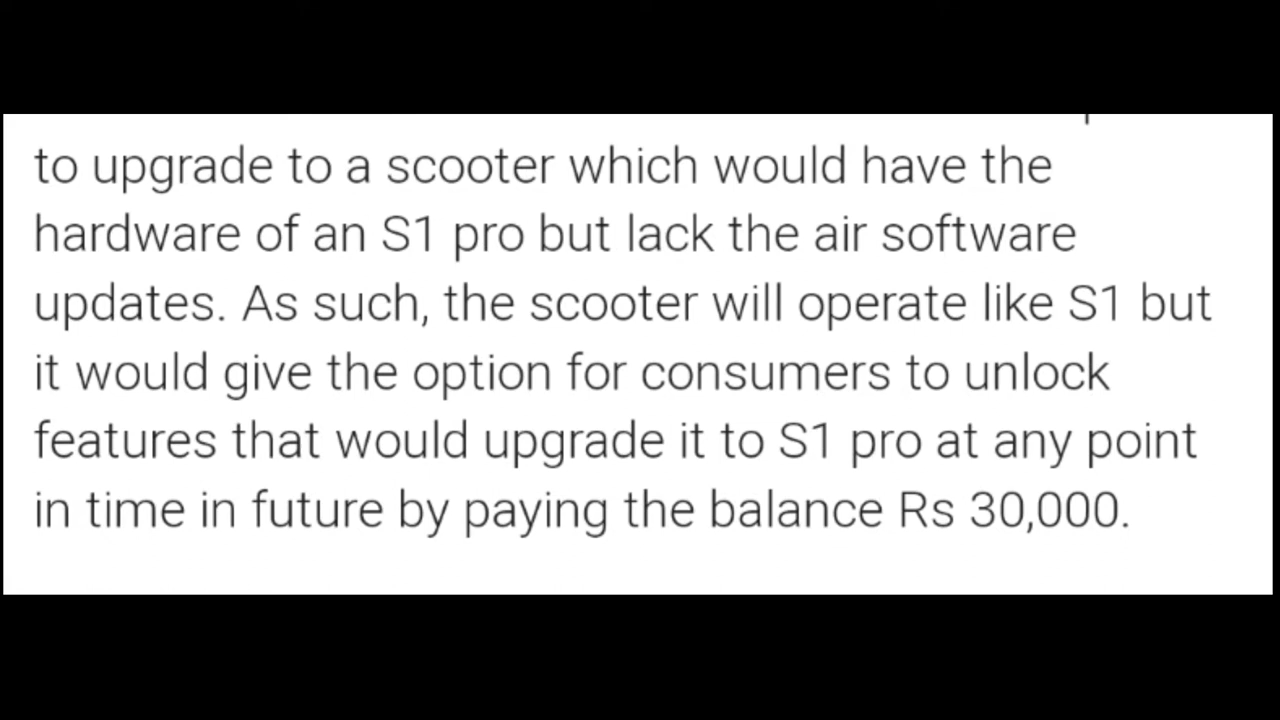 to upgrade to a scooter which would have the
hardware of an S1 pro but lack the air software
updates. As such, the scooter will operate like S1 but
it would give the option for consumers to unlock
features that would upgrade it to S1 pro at any point
in time in future by paying the balance Rs 30,000.